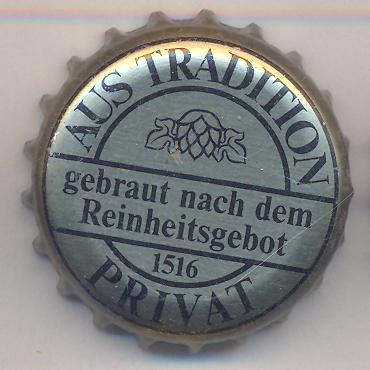 AUS TRADITION
gebraut nach dem
Reinheitsgebot
1516
PRIVAT